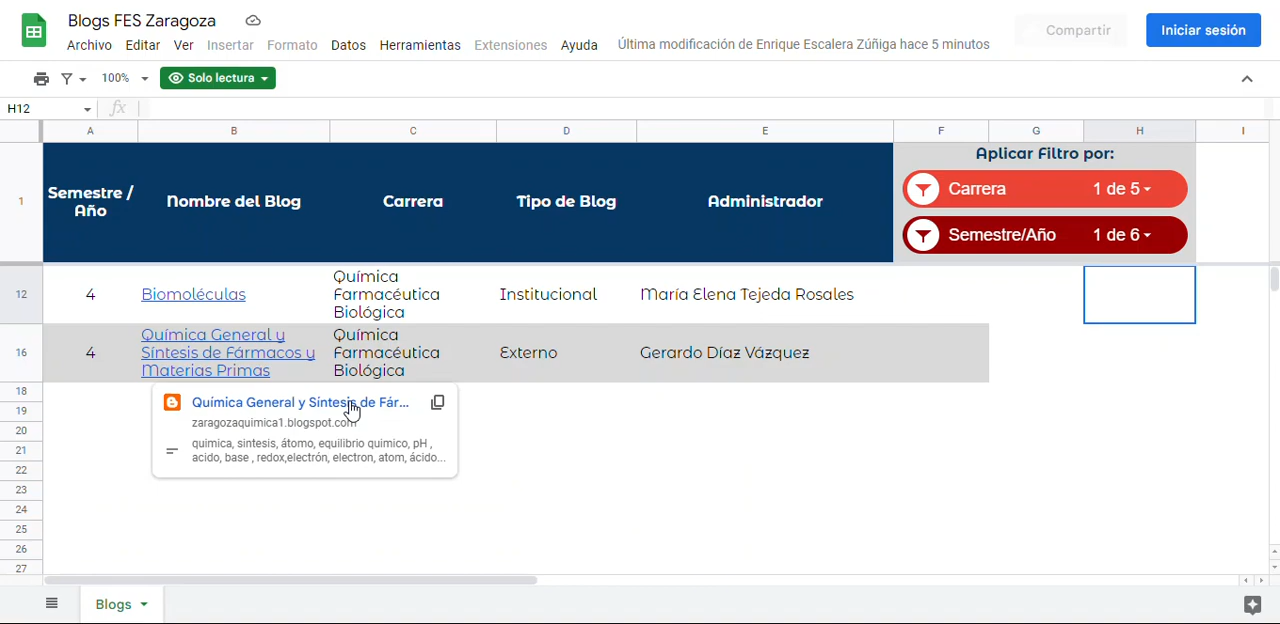 Blogs FES Zaragoza
Archivo Editar Ver Insertar Formato Datos Herramientas Extensiones Ayuda Última modificación de Enrique Escalera Zúñiga hace 5 minutos
Compartir
Iniciar sesión
100% Solo lectura
H12 fx
A B C D E F G H I
1
Semestre /
Año
Nombre del Blog
Carrera
Tipo de Blog
Administrador
Aplicar Filtro por:
Carrera 1 de 5
Semestre/Año 1 de 6
12
4
Biomoléculas
Química
Farmacéutica
Biológica
Institucional
María Elena Tejeda Rosales
16
4
Química General y
Síntesis de Fármacos y
Materias Primas
Química
Farmacéutica
Biológica
Externo
Gerardo Díaz Vázquez
Química General y Síntesis de Fár...
zaragozaquimica1.blogspot.com
quimica, sintesis, átomo, equilibrio quimico, pH ,
acido, base , redox,electrón, electron, atom, ácido...
18
19
20
21
22
23
24
25
26
27
Blogs